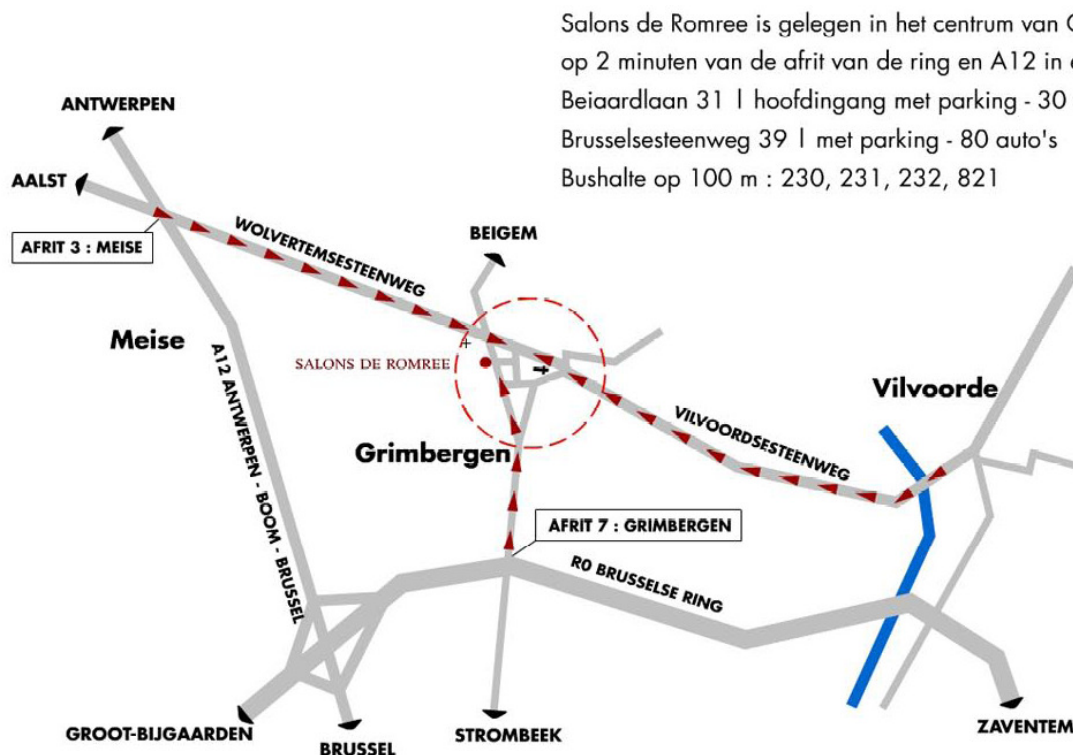 Salons de Romree is gelegen in het centrum van
op 2 minuten van de afrit van de ring en A12 in
Beiaardlaan 31 | hoofdingang met parking - 30
Brusselsesteenweg 39 | met parking - 80 auto's
Bushalte op 100 m : 230, 231, 232, 821
ANTWERPEN
AALST
AFRIT 3 : MEISE
WOLVERTEMSESTEENWEG
BEIGEM
Meise
SALONS DE ROMREE
Vilvoorde
A12 ANTWERPEN - BOOM - BRUSSEL
Grimbergen
VILVOORDSESTEENWEG
AFRIT 7 : GRIMBERGEN
R0 BRUSSELSE RING
GROOT-BIJGAARDEN
BRUSSEL
STROMBEEK
ZAVENTEM